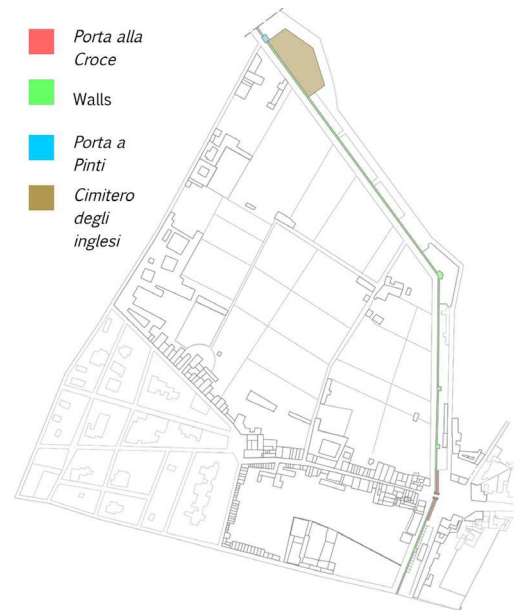 Porta alla
Croce
Walls
Porta a
Pinti
Cimitero
degli
inglesi